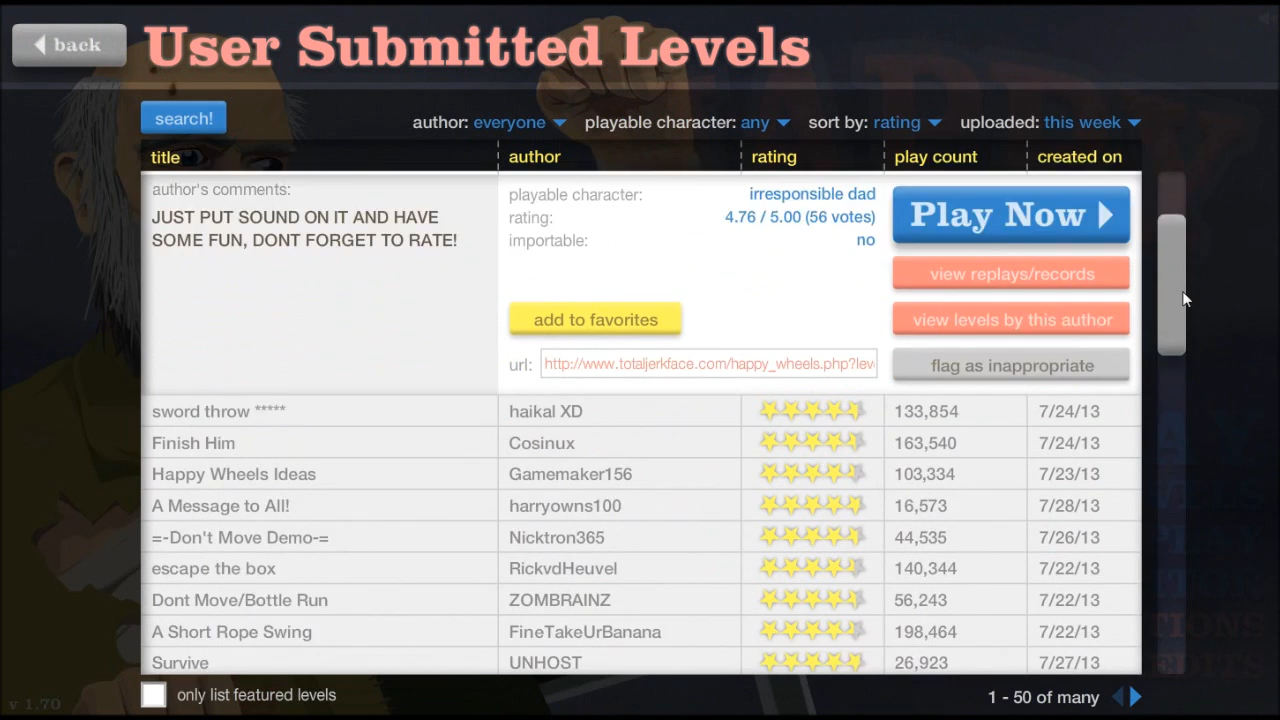 back
User Submitted Levels
search!
author: everyone
playable character: any
sort by: rating
uploaded: this week
title
author
rating
play count
created on
author's comments:
JUST PUT SOUND ON IT AND HAVE
SOME FUN, DONT FORGET TO RATE!
playable character: irresponsible dad
rating: 4.76 / 5.00 (56 votes)
importable: no
add to favorites
url: http://www.totaljerkface.com/happy_wheels.php?lev
Play Now
view replays/records
view levels by this author
flag as inappropriate
sword throw ***** haikal XD 133,854 7/24/13
Finish Him Cosinux 163,540 7/24/13
Happy Wheels Ideas Gamemaker156 103,334 7/23/13
A Message to All! harryowns100 16,573 7/28/13
=-Don't Move Demo-= Nicktron365 44,535 7/26/13
escape the box RickvdHeuvel 140,344 7/22/13
Dont Move/Bottle Run ZOMBRAINZ 56,243 7/22/13
A Short Rope Swing FineTakeUrBanana 198,464 7/22/13
Survive UNHOST 26,923 7/27/13
only list featured levels
1 - 50 of many
v 1.70